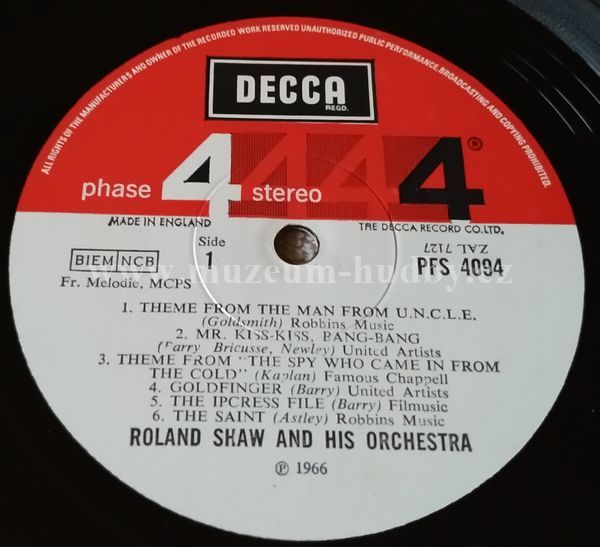 ALL RIGHTS OF THE MANUFACTURERS AND OWNER OF THE RECORDED WORK RESERVED UNAUTHORIZED PUBLIC PERFORMANCE, BROADCASTING AND COPYING PROHIBITED.
DECCA
REGD.
phase 4 stereo 4 4 4 ®
MADE IN ENGLAND
THE DECCA RECORD CO. LTD.
Side
1
ZAL 7127
BIEM NCB
PFS 4094
www.muzeum-hudby.cz
Fr. Melodie, MCPS
1. THEME FROM THE MAN FROM U.N.C.L.E.
(Goldsmith) Robbins Music
2. MR. KISS-KISS, BANG-BANG
(Barry Bricusse, Newley) United Artists
3. THEME FROM "THE SPY WHO CAME IN FROM
THE COLD" (Kaplan) Famous Chappell
4. GOLDFINGER (Barry) United Artists
5. THE IPCRESS FILE (Barry) Filmusic
6. THE SAINT (Astley) Robbins Music
ROLAND SHAW AND HIS ORCHESTRA
℗ 1966